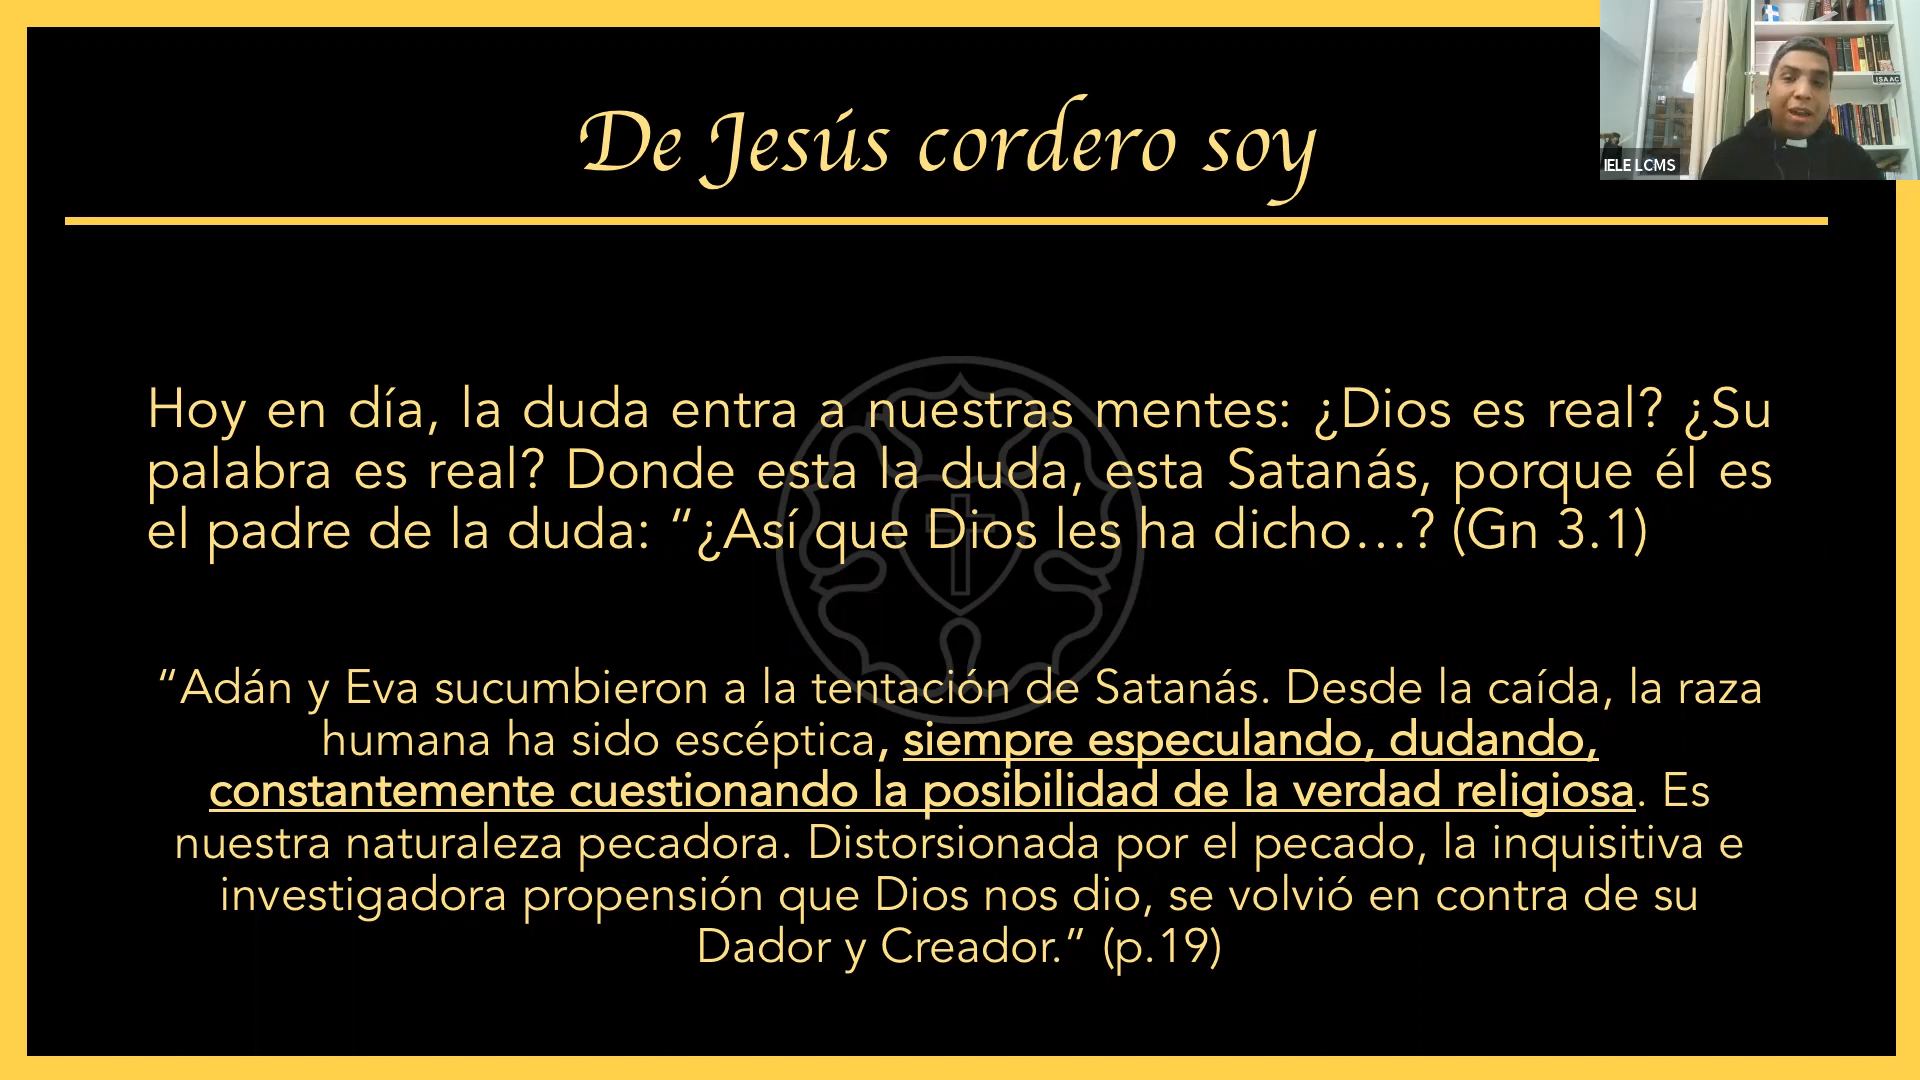 De Jesús cordero soy
ISAAC
IELE LCMS
Hoy en día, la duda entra a nuestras mentes: ¿Dios es real? ¿Su
palabra es real? Donde esta la duda, esta Satanás, porque él es
el padre de la duda: “¿Así que Dios les ha dicho…? (Gn 3.1)
“Adán y Eva sucumbieron a la tentación de Satanás. Desde la caída, la raza
humana ha sido escéptica, siempre especulando, dudando,
constantemente cuestionando la posibilidad de la verdad religiosa. Es
nuestra naturaleza pecadora. Distorsionada por el pecado, la inquisitiva e
investigadora propensión que Dios nos dio, se volvió en contra de su
Dador y Creador.” (p.19)